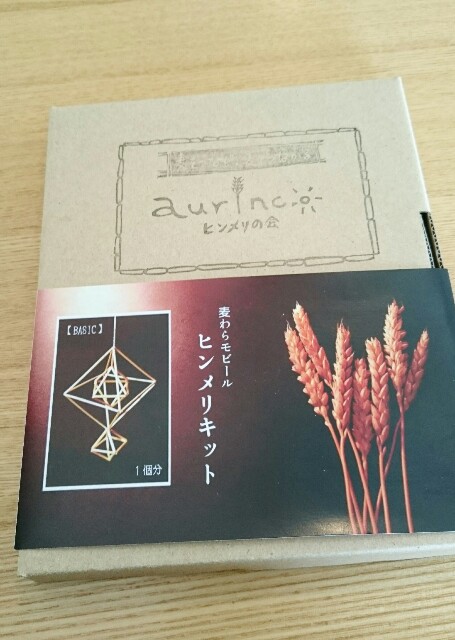 aurinco
ヒンメリの会
【BASIC】
1個分
麦わらモビール
ヒンメリキット